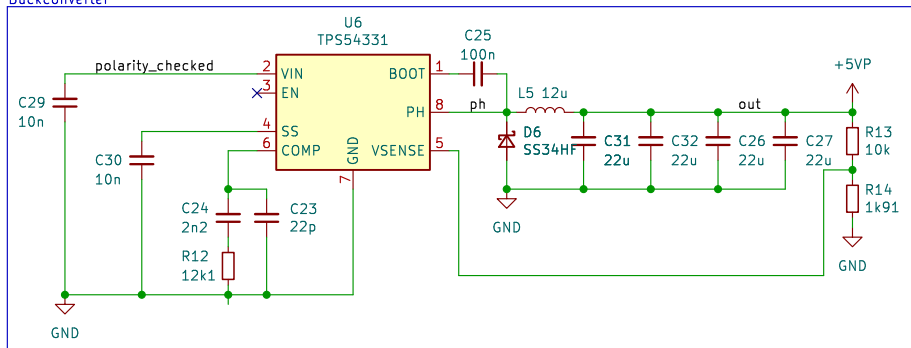 Buckconverter
U6
TPS54331
C25
100n
polarity_checked
2
VIN
BOOT
1
+5VP
3
EN
C29
10n
L5 12u
PH
8
ph
out
4
SS
D6
SS34HF
C31
22u
C32
22u
C26
22u
C27
22u
R13
10k
6
COMP
GND
VSENSE
5
C30
10n
7
R14
1k91
C24
2n2
C23
22p
GND
R12
12k1
GND
GND